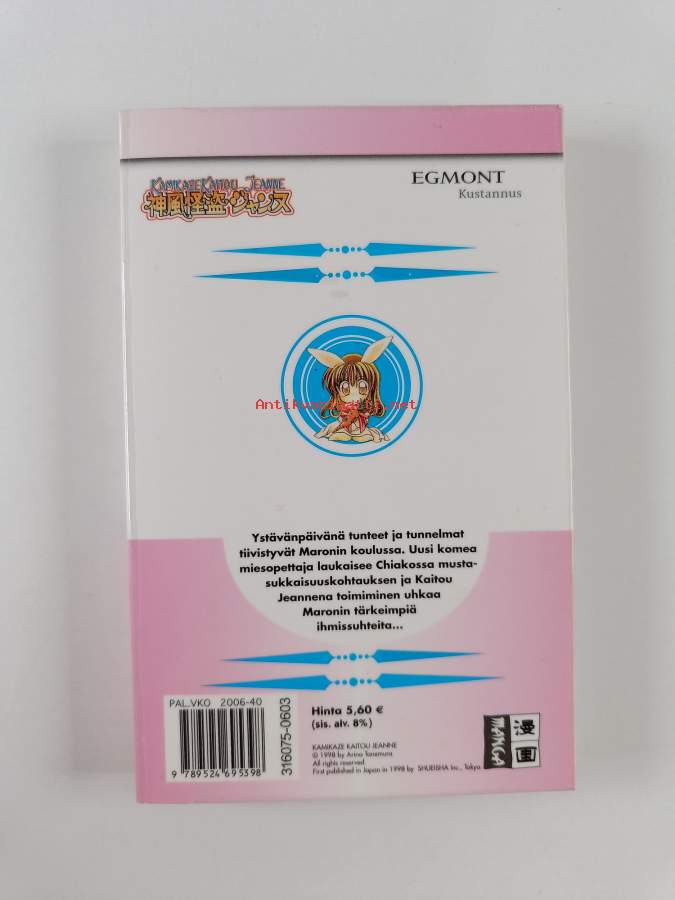 KAMIKAZE KAITOU JEANNE
神風怪盗ジャンヌ
EGMONT
Kustannus
Antikvariaatti.net
Ystävänpäivänä tunteet ja tunnelmat
tiivistyvät Maronin koulussa. Uusi komea
miesopettaja laukaisee Chiakossa musta-
sukkaisuuskohtauksen ja Kaitou
Jeannena toimiminen uhkaa
Maronin tärkeimpiä
ihmissuhteita...
PAL.VKO 2006-40
9 789524 695398
316075-0603
Hinta 5,60 €
(sis. alv. 8%)
KAMIKAZE KAITOU JEANNE
© 1998 by Arina Tanemura
All rights reserved
First published in Japan in 1998 by SHUEISHA Inc., Tokyo
MANGA
漫画